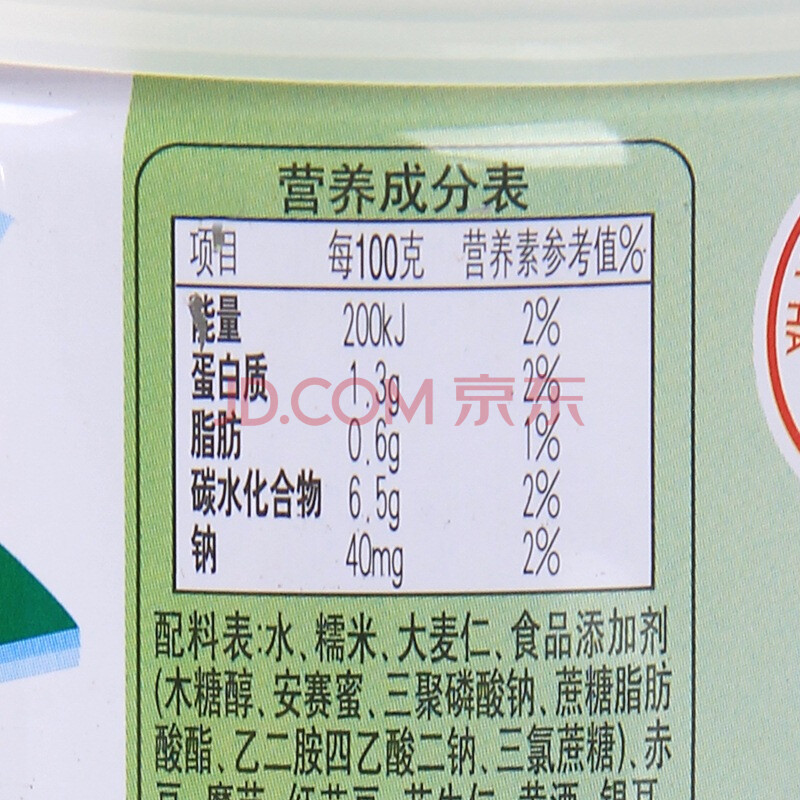 营养成分表
项目 每100克 营养素参考值%
能量 200kJ 2%
蛋白质 1.3g 2%
脂肪 0.6g 1%
碳水化合物 6.5g 2%
钠 40mg 2%
JD.COM 京东
配料表:水、糯米、大麦仁、食品添加剂
(木糖醇、安赛蜜、三聚磷酸钠、蔗糖脂肪
酸酯、乙二胺四乙酸二钠、三氯蔗糖)、赤
HA